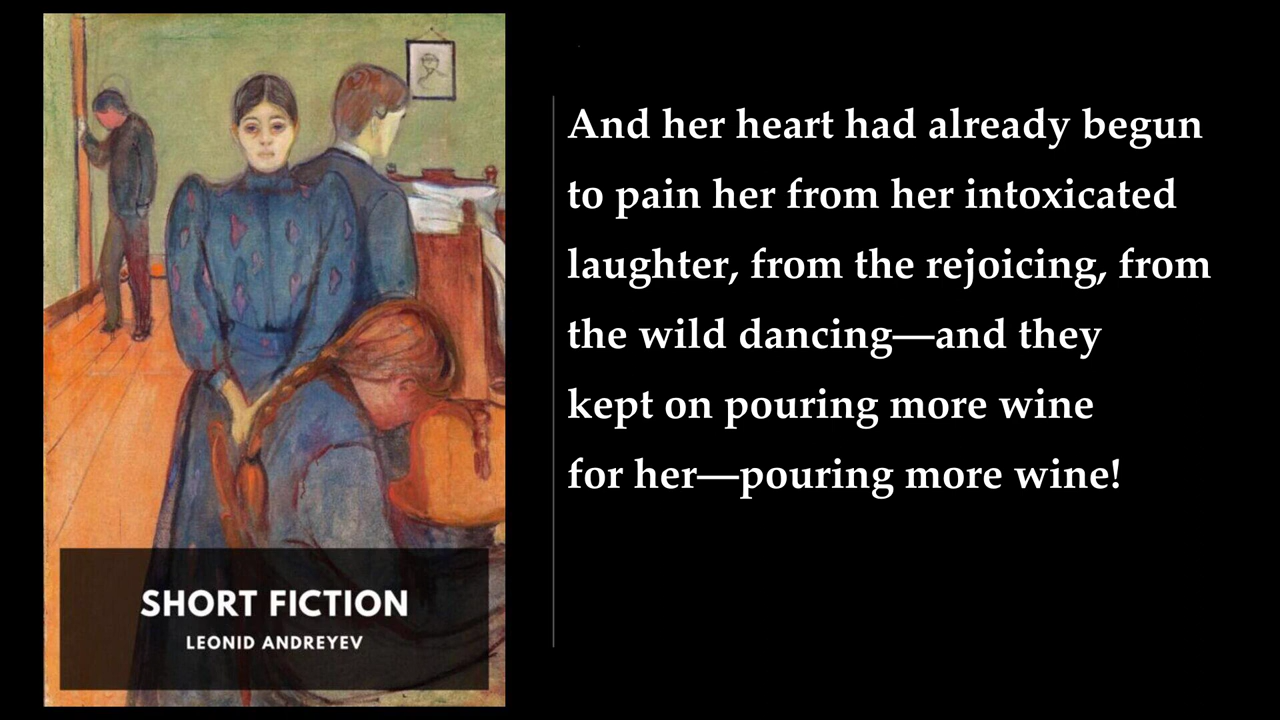 SHORT FICTION
LEONID ANDREYEV
And her heart had already begun
to pain her from her intoxicated
laughter, from the rejoicing, from
the wild dancing—and they
kept on pouring more wine
for her—pouring more wine!